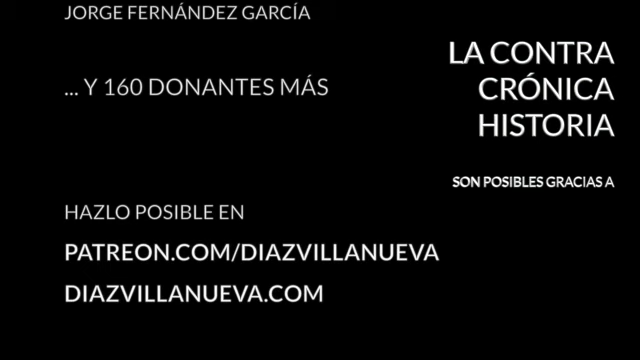 JORGE FERNÁNDEZ GARCÍA
... Y 160 DONANTES MÁS
HAZLO POSIBLE EN
PATREON.COM/DIAZVILLANUEVA
DIAZVILLANUEVA.COM
LA CONTRA
CRÓNICA
HISTORIA
SON POSIBLES GRACIAS A